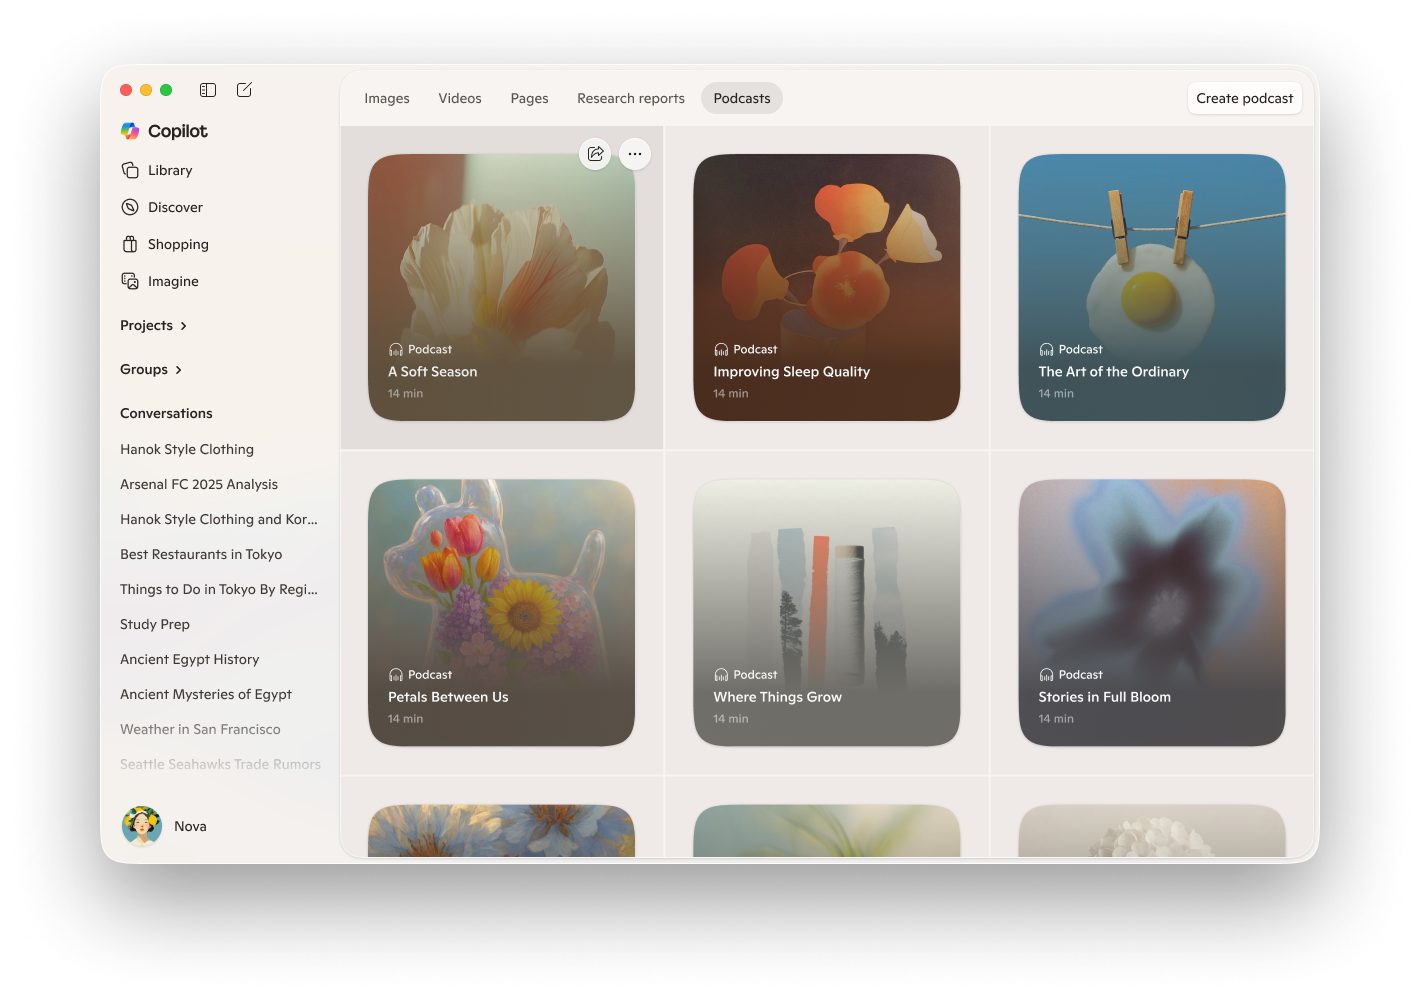 Copilot
Library
Discover
Shopping
Imagine
Projects
Groups
Conversations
Hanok Style Clothing
Arsenal FC 2025 Analysis
Hanok Style Clothing and Kor...
Best Restaurants in Tokyo
Things to Do in Tokyo By Regi...
Study Prep
Ancient Egypt History
Ancient Mysteries of Egypt
Weather in San Francisco
Seattle Seahawks Trade Rumors
Nova
Images
Videos
Pages
Research reports
Podcasts
Create podcast
Podcast
A Soft Season
14 min
Podcast
Improving Sleep Quality
14 min
Podcast
The Art of the Ordinary
14 min
Podcast
Petals Between Us
14 min
Podcast
Where Things Grow
14 min
Podcast
Stories in Full Bloom
14 min